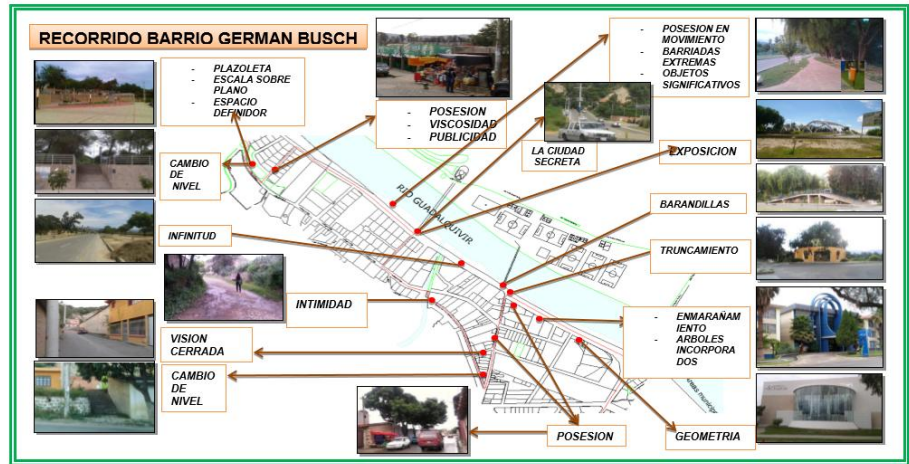 RECORRIDO BARRIO GERMAN BUSCH
- PLAZOLETA
- ESCALA SOBRE
PLANO
- ESPACIO
DEFINIDOR
- POSESION
- VISCOSIDAD
- PUBLICIDAD
- POSESION EN
MOVIMIENTO
- BARRIADAS
EXTREMAS
- OBJETOS
SIGNIFICATIVOS
LA CIUDAD
SECRETA
EXPOSICION
CAMBIO
DE
NIVEL
RIO GUADALQUIVIR
BARANDILLAS
INFINITUD
TRUNCAMIENTO
INTIMIDAD
- ENMARAÑAM
IENTO
- ARBOLES
INCORPORA
DOS
VISION
CERRADA
CAMBIO
DE
NIVEL
POSESION
GEOMETRIA